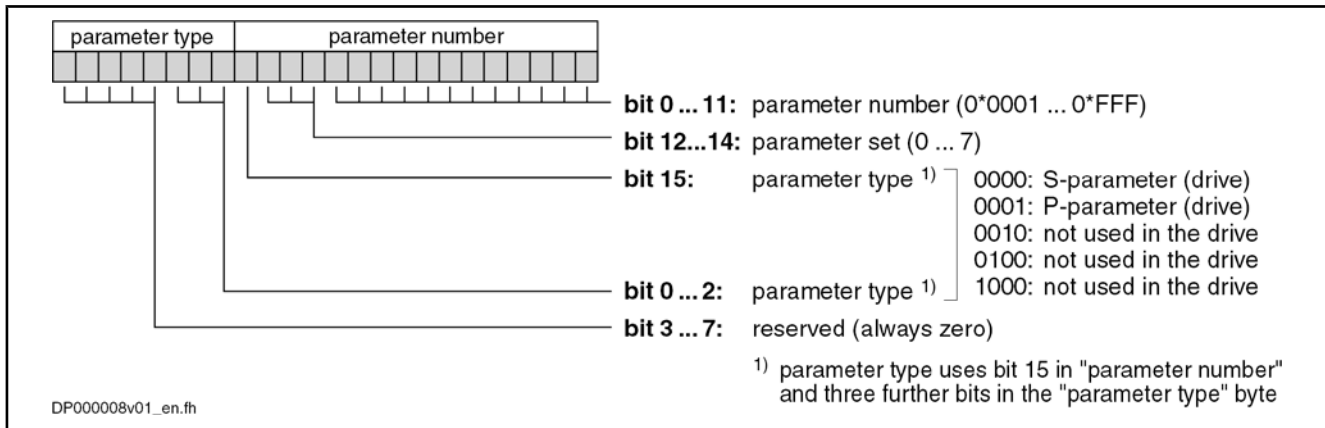 parameter type parameter number
bit 0 ... 11: parameter number (0*0001 ... 0*FFF)
bit 12...14: parameter set (0 ... 7)
bit 15: parameter type 1) 0000: S-parameter (drive)
0001: P-parameter (drive)
0010: not used in the drive
0100: not used in the drive
bit 0 ... 2: parameter type 1) 1000: not used in the drive
bit 3 ... 7: reserved (always zero)
1) parameter type uses bit 15 in "parameter number"
and three further bits in the "parameter type" byte
DP000008v01_en.fh